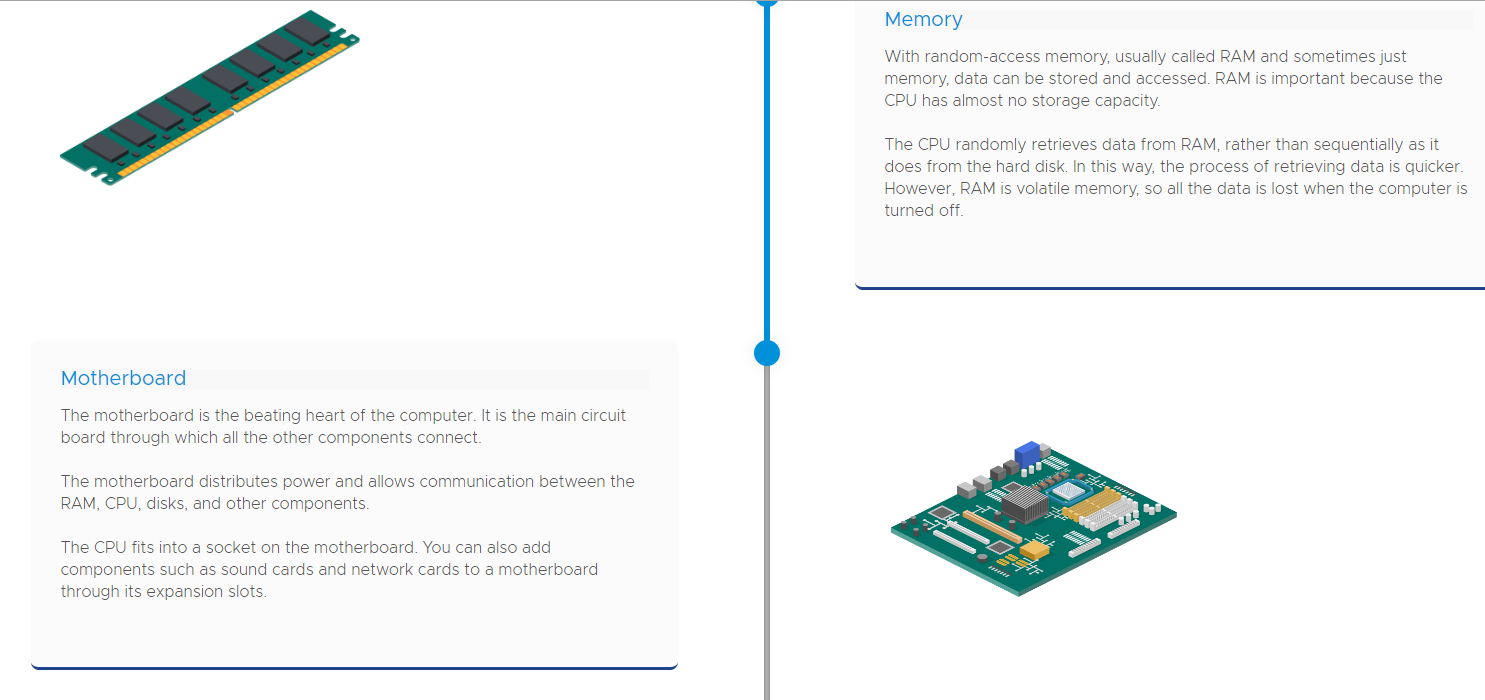 Memory
With random-access memory, usually called RAM and sometimes just
memory, data can be stored and accessed. RAM is important because the
CPU has almost no storage capacity.
The CPU randomly retrieves data from RAM, rather than sequentially as it
does from the hard disk. In this way, the process of retrieving data is quicker.
However, RAM is volatile memory, so all the data is lost when the computer is
turned off.
Motherboard
The motherboard is the beating heart of the computer. It is the main circuit
board through which all the other components connect.
The motherboard distributes power and allows communication between the
RAM, CPU, disks, and other components.
The CPU fits into a socket on the motherboard. You can also add
components such as sound cards and network cards to a motherboard
through its expansion slots.